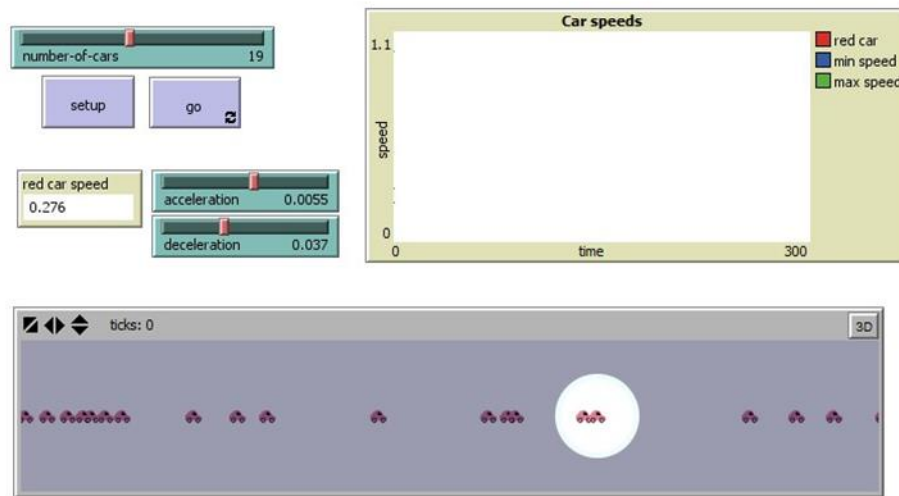 number-of-cars 19
setup
go
red car speed
0.276
acceleration 0.0055
deceleration 0.037
Car speeds
1.1
speed
0
0 time 300
red car
min speed
max speed
ticks: 0
3D